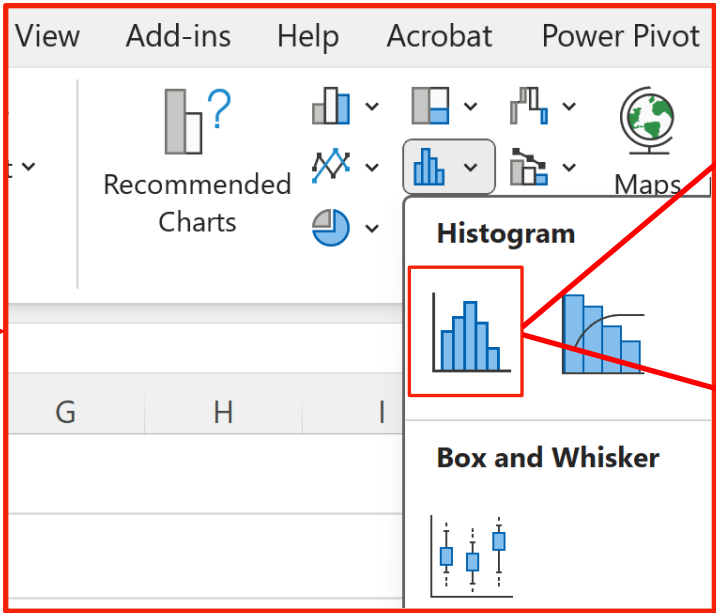 View Add-ins Help Acrobat Power Pivot
Recommended
Charts
Maps
Histogram
G H I
Box and Whisker